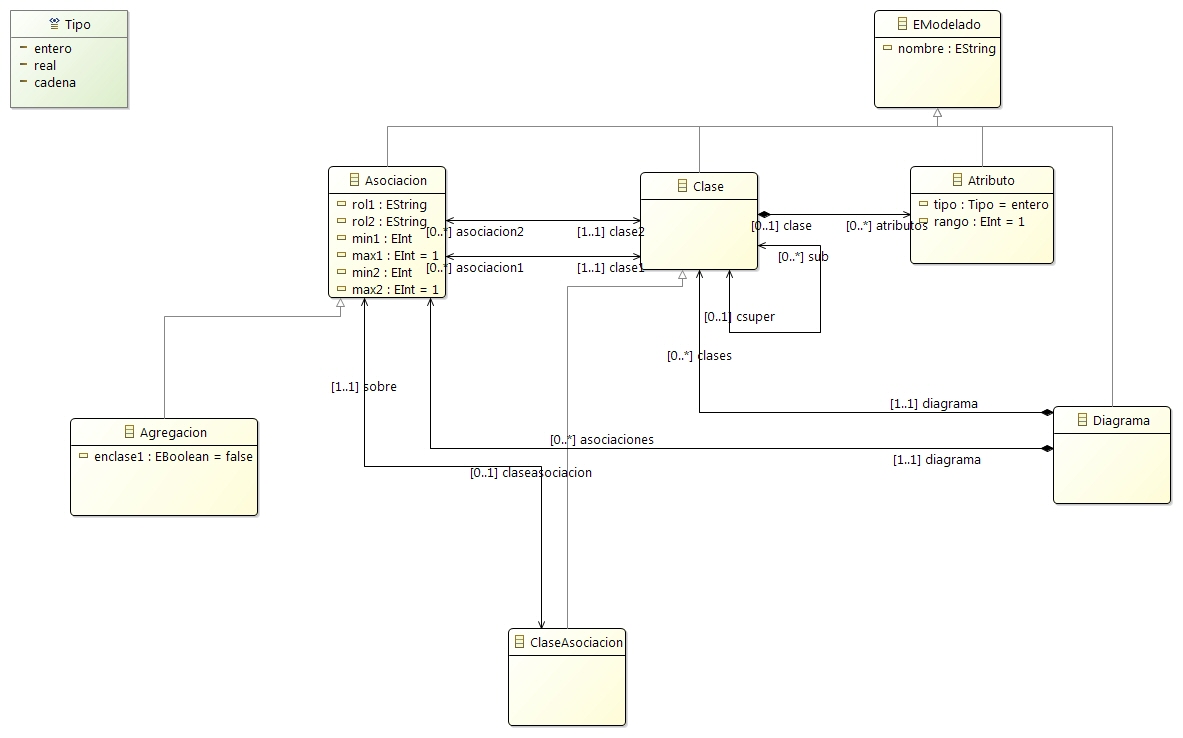 Tipo
entero
real
cadena
EModelado
nombre : EString
Asociacion
rol1 : EString
rol2 : EString
min1 : EInt
max1 : EInt = 1
min2 : EInt
max2 : EInt = 1
Clase
Atributo
tipo : Tipo = entero
rango : EInt = 1
[0..*] asociacion2
[1..1] clase2
[0..1] clase
[0..*] atributos
[0..*] asociacion1
[1..1] clase1
[0..*] sub
[0..1] csuper
[0..*] clases
[1..1] sobre
[1..1] diagrama
Agregacion
enclase1 : EBoolean = false
[0..*] asociaciones
[1..1] diagrama
Diagrama
[0..1] claseasociacion
ClaseAsociacion